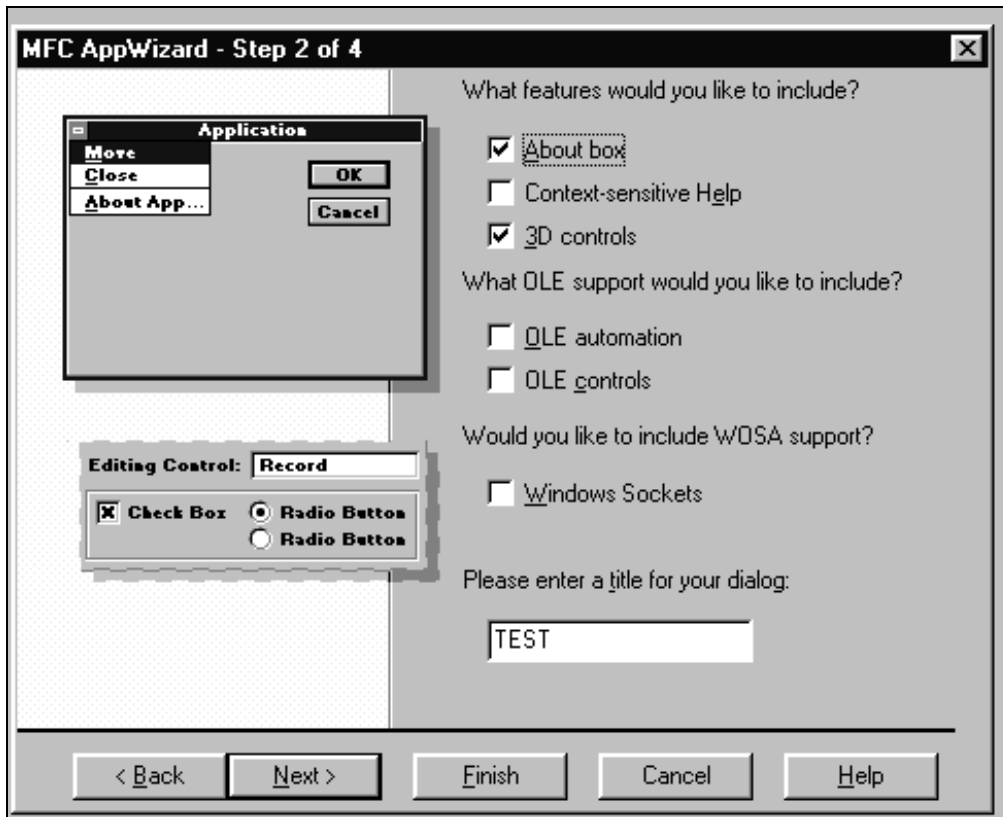 MFC AppWizard - Step 2 of 4
What features would you like to include?
Application
Move
Close
About App...
OK
Cancel
About box
Context-sensitive Help
3D controls
What OLE support would you like to include?
OLE automation
OLE controls
Would you like to include WOSA support?
Editing Control: Record
Check Box
Radio Button
Radio Button
Windows Sockets
Please enter a title for your dialog:
TEST
< Back
Next >
Finish
Cancel
Help